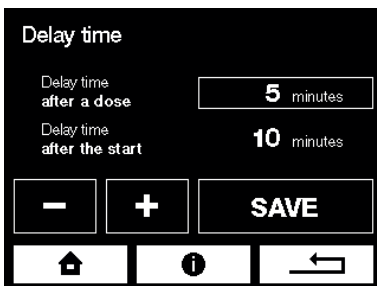 Delay time
Delay time
after a dose
5 minutes
Delay time
after the start
10 minutes
− + SAVE
i